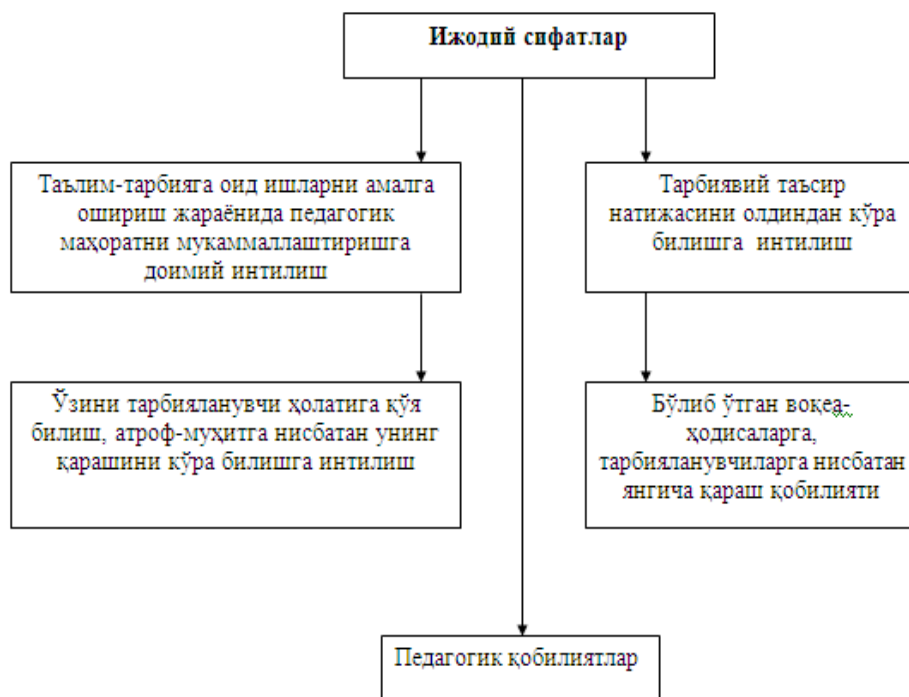 Ижодий сифатлар
Таълим-тарбияга оид ишларни амалга
ошириш жараёнида педагогик
маҳоратни мукаммаллаштиришга
доимий интилиш
Тарбиявий таъсир
натижасини олдиндан кўра
билишга интилиш
Ўзини тарбияланувчи ҳолатига қўя
билиш, атроф-муҳитга нисбатан унинг
қарашини кўра билишга интилиш
Бўлиб ўтган воқеа-
ҳодисаларга,
тарбияланувчиларга нисбатан
янгича қараш қобилияти
Педагогик қобилиятлар